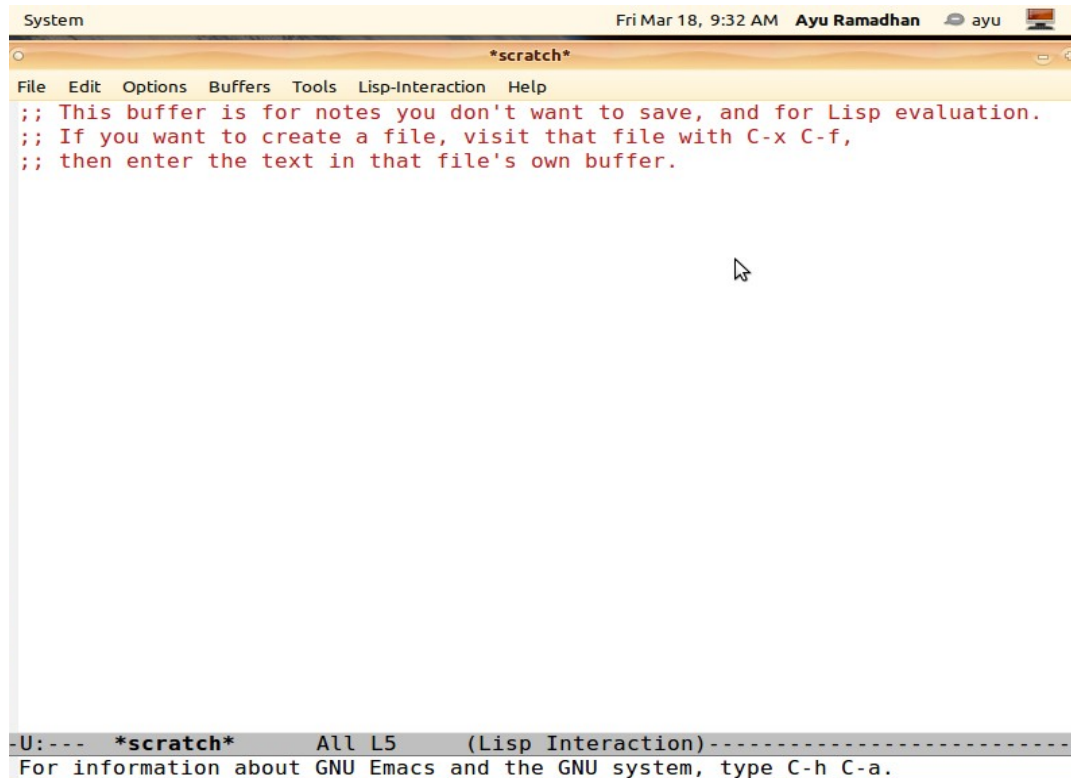 System Fri Mar 18, 9:32 AM Ayu Ramadhan ayu
*scratch*
File Edit Options Buffers Tools Lisp-Interaction Help
;; This buffer is for notes you don't want to save, and for Lisp evaluation.
;; If you want to create a file, visit that file with C-x C-f,
;; then enter the text in that file's own buffer.
-U:--- *scratch* All L5 (Lisp Interaction)---------------------------
For information about GNU Emacs and the GNU system, type C-h C-a.